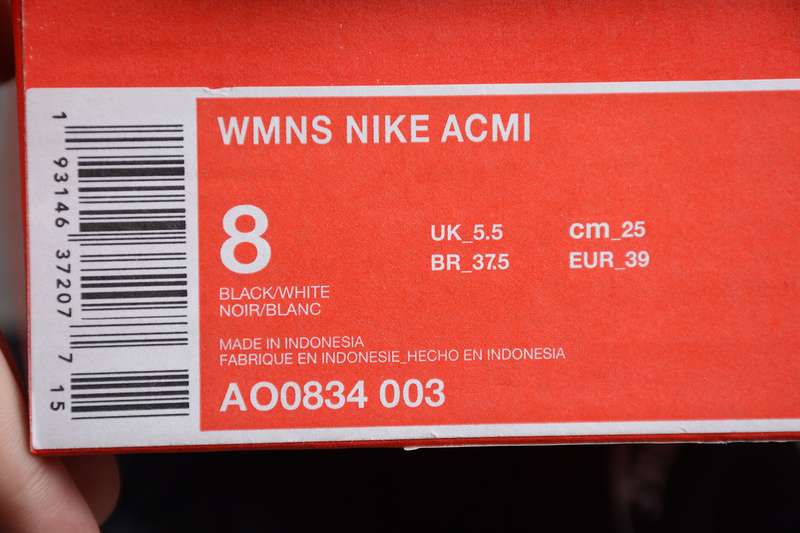 WMNS NIKE ACMI
8
UK_5.5
cm_25
BR_37.5
EUR_39
BLACK/WHITE
NOIR/BLANC
MADE IN INDONESIA
FABRIQUE EN INDONESIE_HECHO EN INDONESIA
AO0834 003
1 93146 37207 7 15